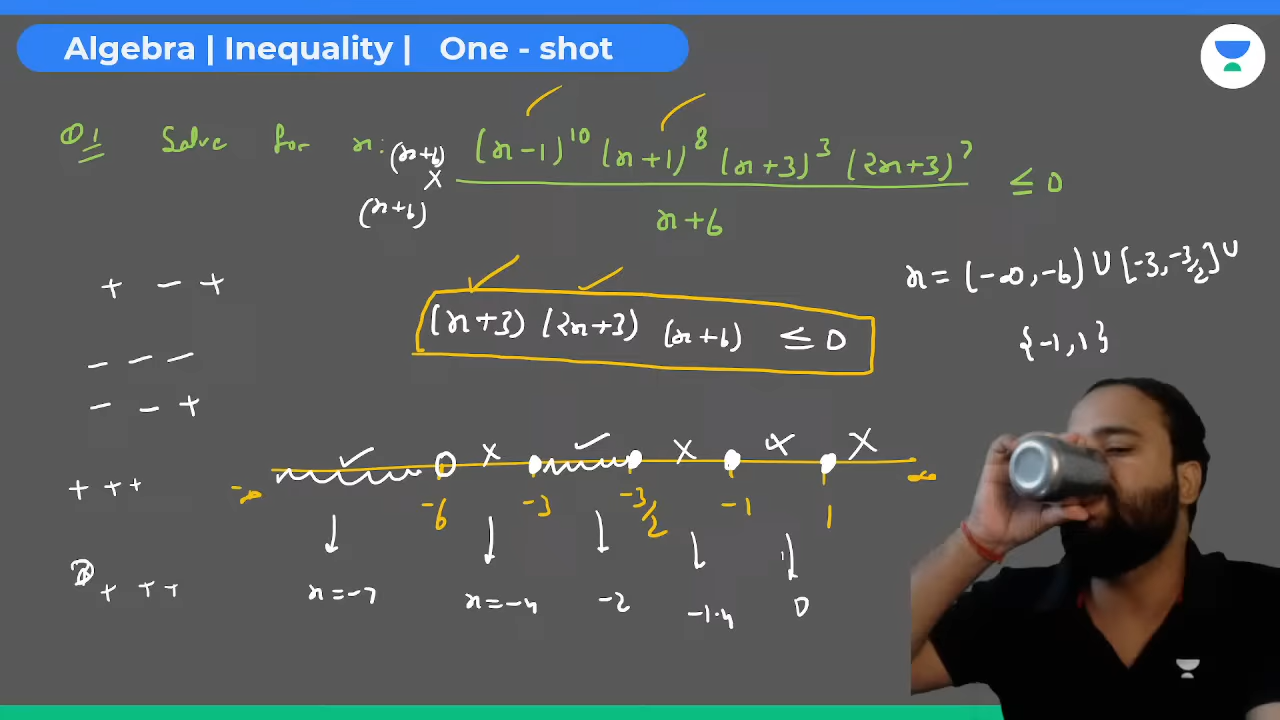 Algebra | Inequality | One - shot
Q1 Solve for x: (x-1)^10 (x+1)^8 (x+3)^3 (2x+3)^7 ≤ 0
(x+6)
×
(x+6)
x+6
x = (-∞, -6) ∪ [-3, -3/2] ∪
{-1, 1}
+ - +
(x+3) (2x+3) (x+6) ≤ 0
- - -
- - +
+ + +
-∞ -6 -3 -3/2 -1 1 ∞
+ + +
x=-7 x=-4 -2 -1.4 0